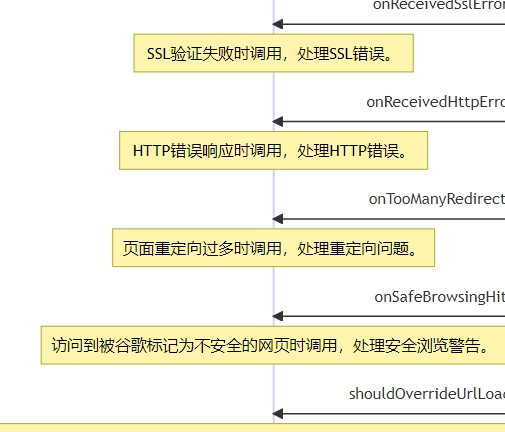 onReceivedSslError
SSL验证失败时调用，处理SSL错误。
onReceivedHttpErro
HTTP错误响应时调用，处理HTTP错误。
onTooManyRedirect
页面重定向过多时调用，处理重定向问题。
onSafeBrowsingHit
访问到被谷歌标记为不安全的网页时调用，处理安全浏览警告。
shouldOverrideUrlLoad